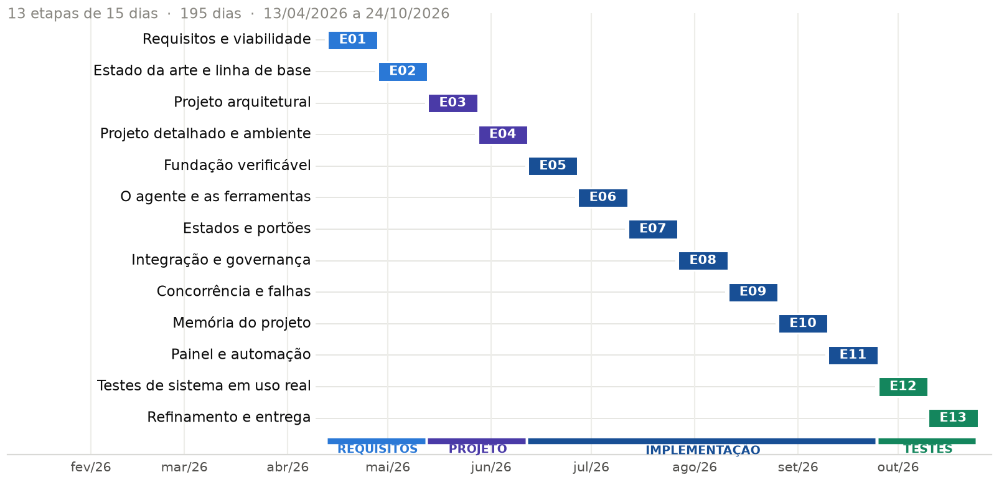 13 etapas de 15 dias · 195 dias · 13/04/2026 a 24/10/2026
Requisitos e viabilidade E01
Estado da arte e linha de base E02
Projeto arquitetural E03
Projeto detalhado e ambiente E04
Fundação verificável E05
O agente e as ferramentas E06
Estados e portões E07
Integração e governança E08
Concorrência e falhas E09
Memória do projeto E10
Painel e automação E11
Testes de sistema em uso real E12
Refinamento e entrega E13
REQUISITOS PROJETO IMPLEMENTAÇÃO TESTES
fev/26 mar/26 abr/26 mai/26 jun/26 jul/26 ago/26 set/26 out/26